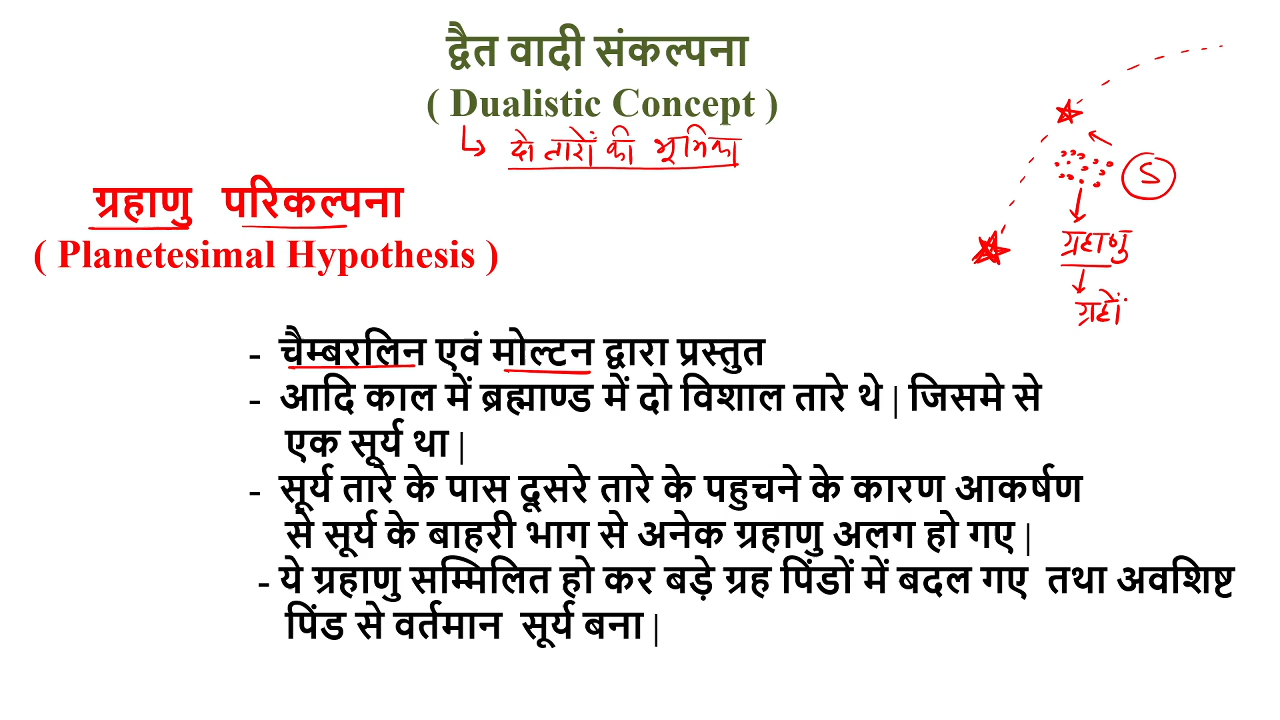 द्वैत वादी संकल्पना
( Dualistic Concept )
दो तारों की भूमिका
ग्रहाणु परिकल्पना
( Planetesimal Hypothesis )
S
ग्रहाणु
ग्रहों
- चैम्बरलिन एवं मोल्टन द्वारा प्रस्तुत
- आदि काल में ब्रह्माण्ड में दो विशाल तारे थे | जिसमे से
एक सूर्य था |
- सूर्य तारे के पास दूसरे तारे के पहुचने के कारण आकर्षण
से सूर्य के बाहरी भाग से अनेक ग्रहाणु अलग हो गए |
- ये ग्रहाणु सम्मिलित हो कर बड़े ग्रह पिंडों में बदल गए तथा अवशिष्ट
पिंड से वर्तमान सूर्य बना |